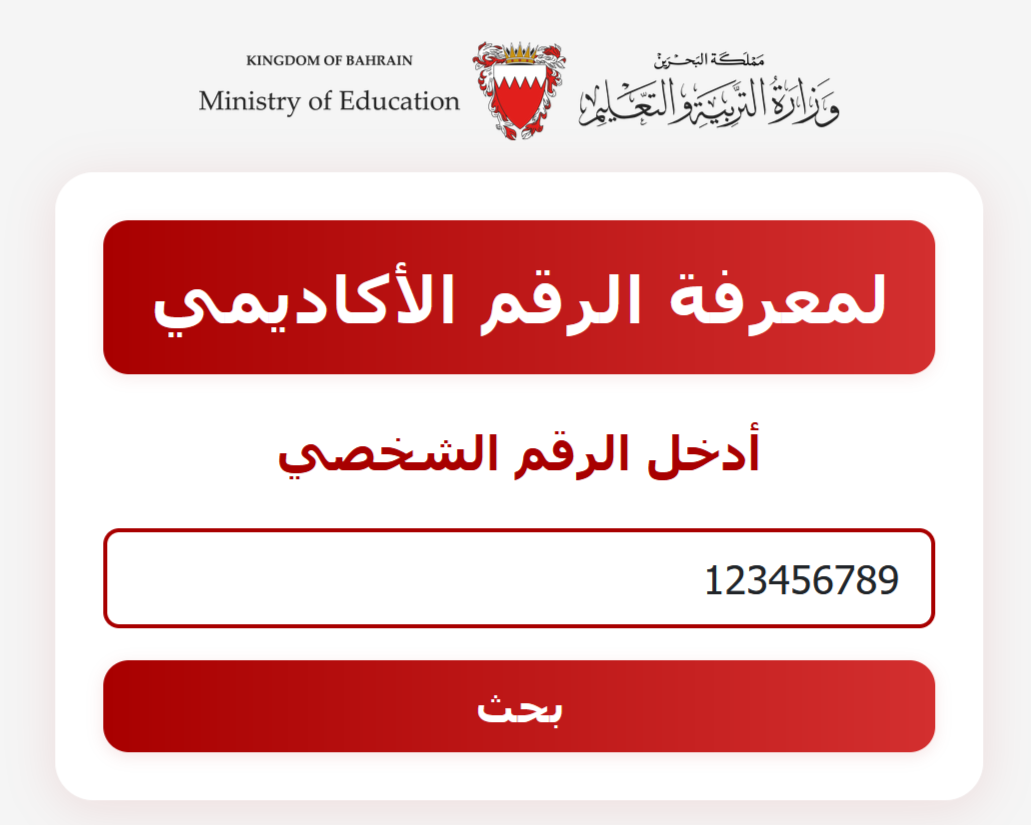 KINGDOM OF BAHRAIN
Ministry of Education
مملكة البحرين
وزارة التربية والتعليم
لمعرفة الرقم الأكاديمي
أدخل الرقم الشخصي
123456789
بحث